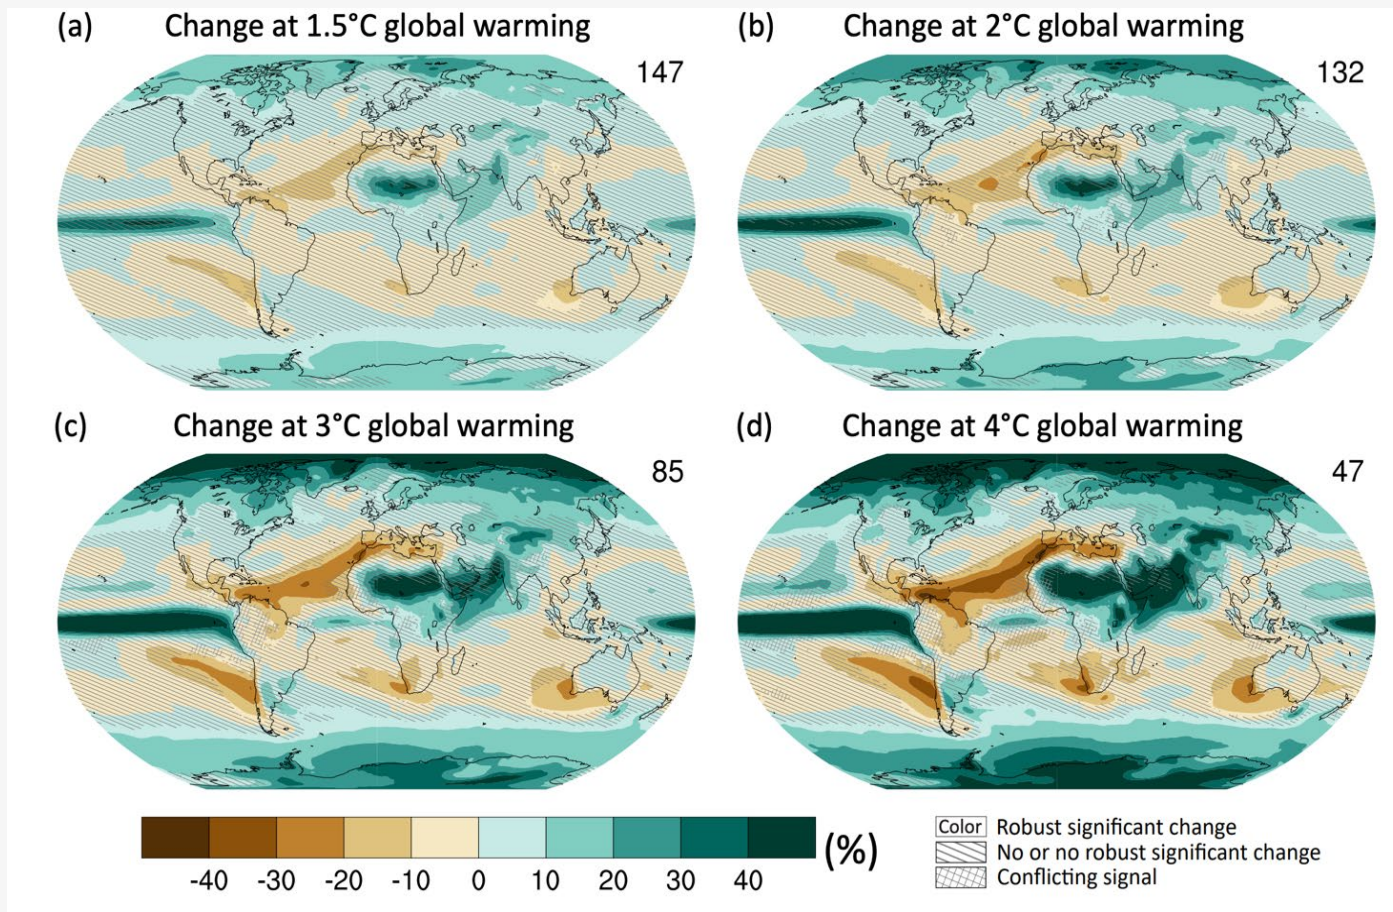 (a) Change at 1.5°C global warming
147
(b) Change at 2°C global warming
132
(c) Change at 3°C global warming
85
(d) Change at 4°C global warming
47
-40 -30 -20 -10 0 10 20 30 40
(%)
Color Robust significant change
No or no robust significant change
Conflicting signal